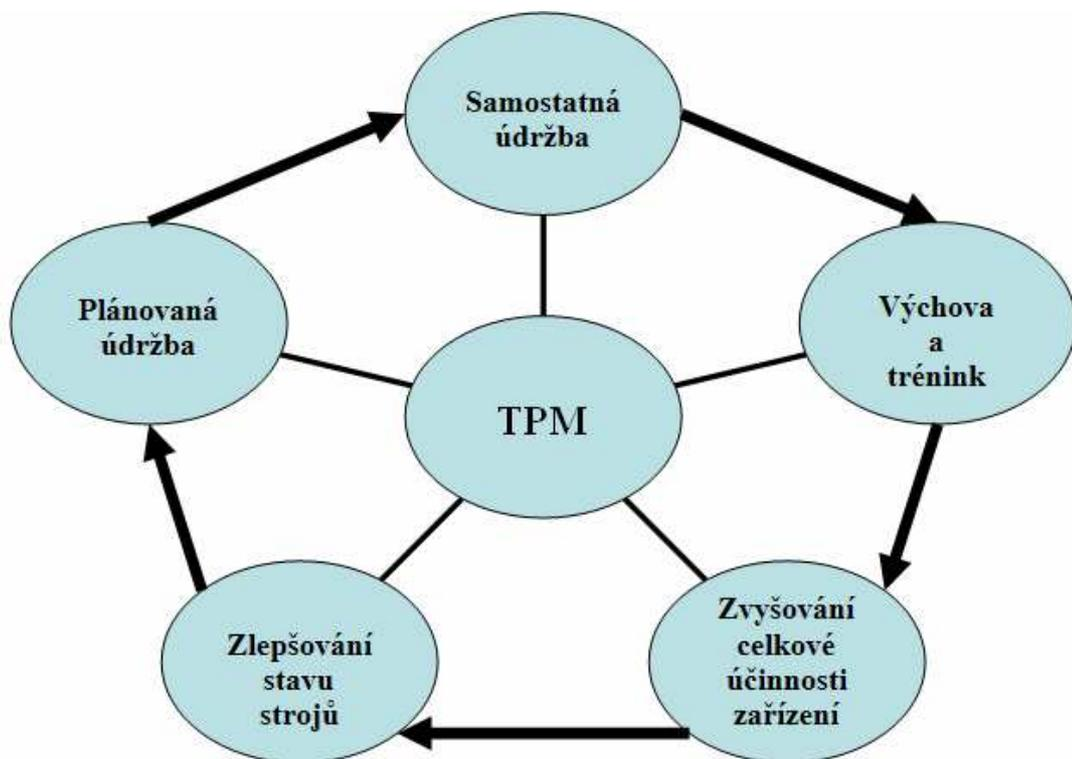 Samostatná
údržba
Plánovaná
údržba
Výchova
a
trénink
TPM
Zlepšování
stavu
strojů
Zvyšování
celkové
účinnosti
zařízení